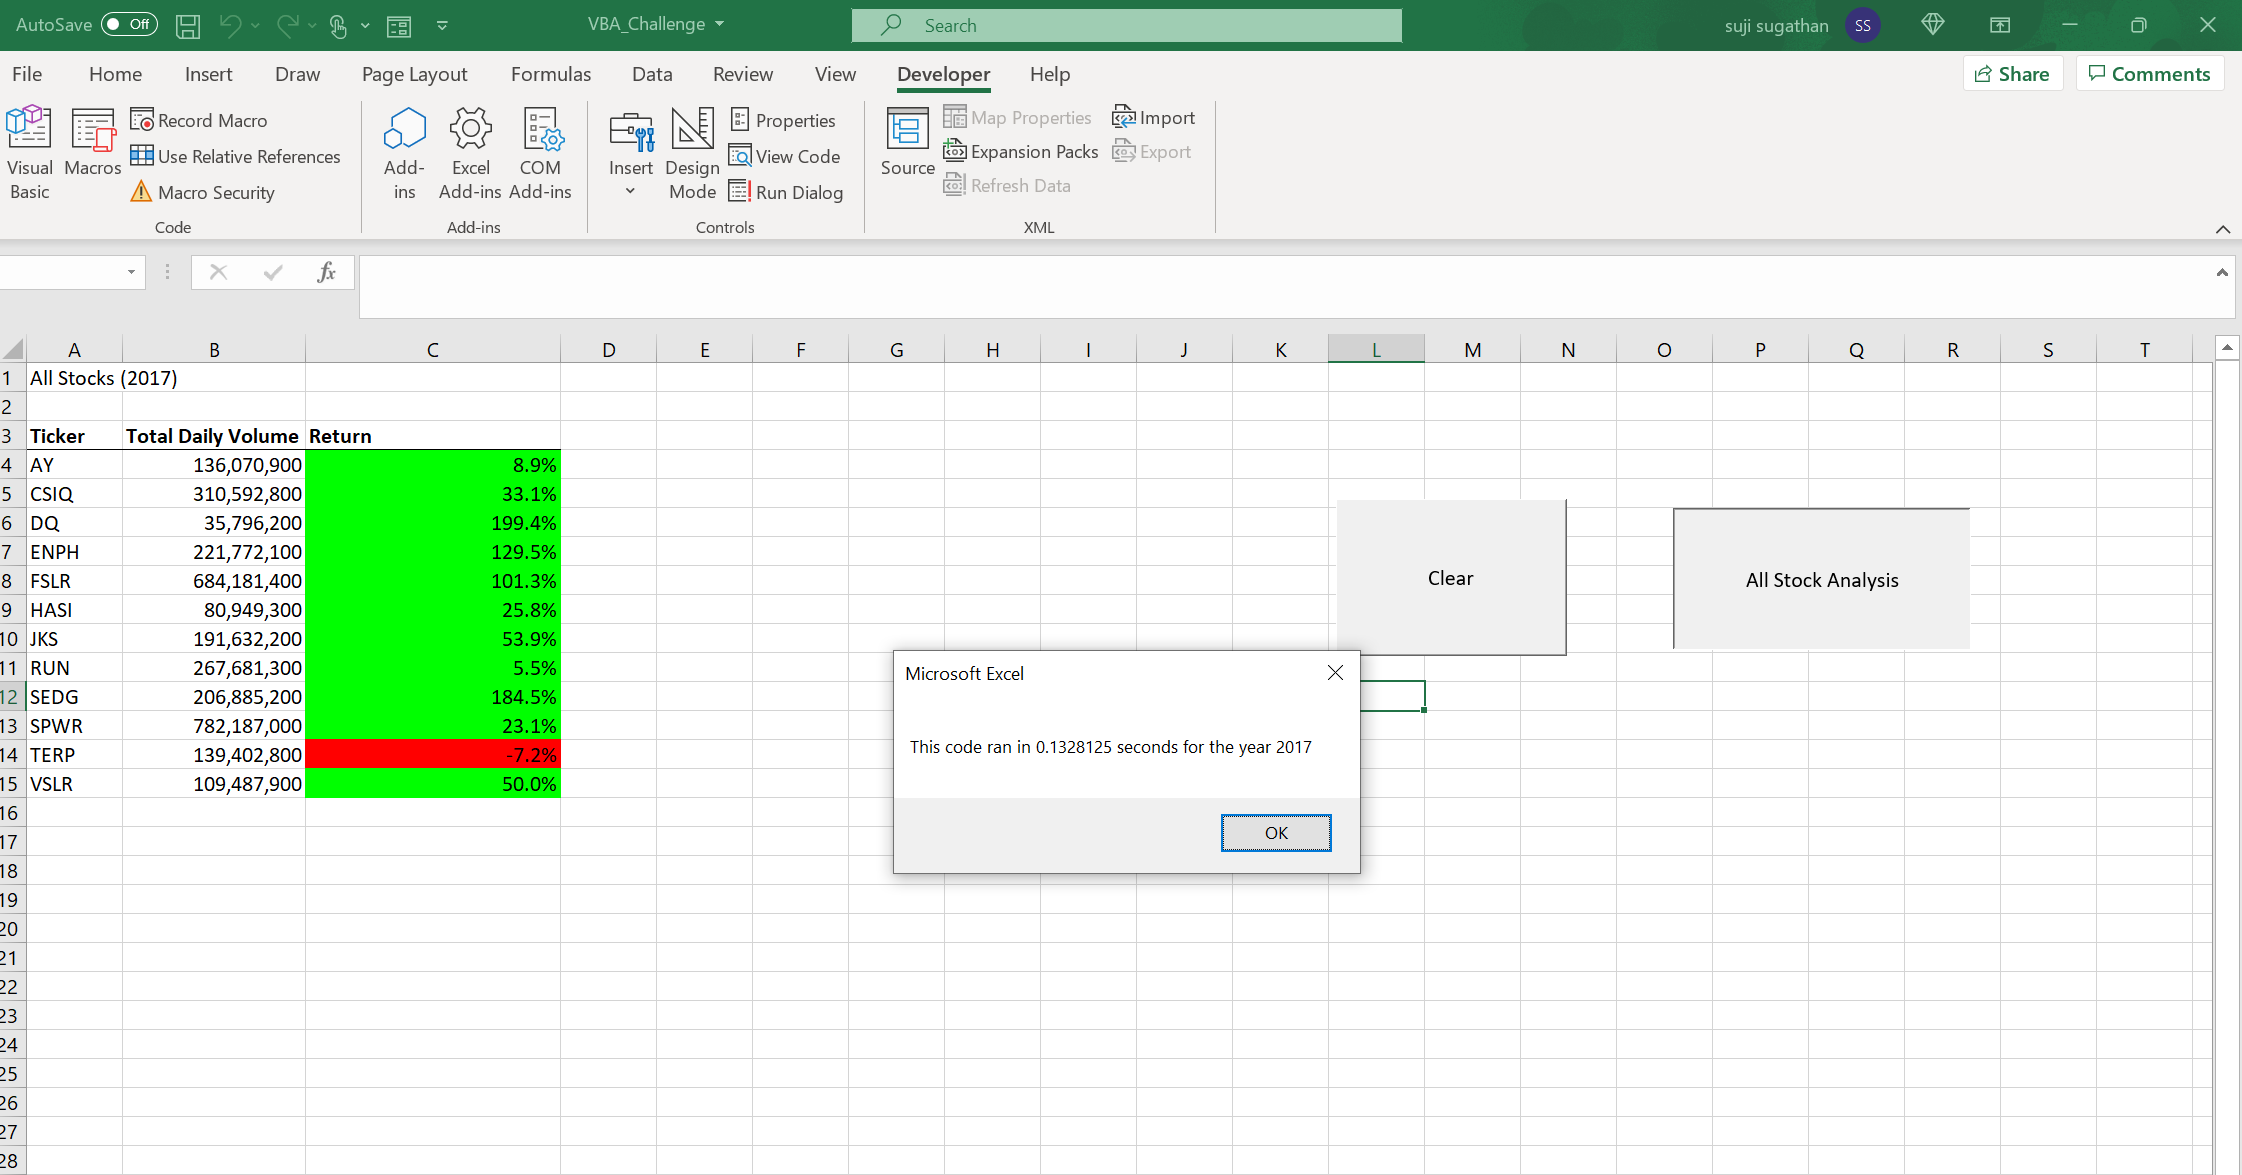 AutoSave Off VBA_Challenge Search suji sugathan SS
File Home Insert Draw Page Layout Formulas Data Review View Developer Help Share Comments
Visual Basic
Macros
Record Macro
Use Relative References
Macro Security
Code
Add-ins
Excel Add-ins
COM Add-ins
Add-ins
Insert
Design Mode
Properties
View Code
Run Dialog
Controls
Source
Map Properties
Expansion Packs
Refresh Data
Import
Export
XML
fx
A B C D E F G H I J K L M N O P Q R S T
1 All Stocks (2017)
2
3 Ticker Total Daily Volume Return
4 AY 136,070,900 8.9%
5 CSIQ 310,592,800 33.1%
6 DQ 35,796,200 199.4%
7 ENPH 221,772,100 129.5%
8 FSLR 684,181,400 101.3%
9 HASI 80,949,300 25.8%
10 JKS 191,632,200 53.9%
11 RUN 267,681,300 5.5%
12 SEDG 206,885,200 184.5%
13 SPWR 782,187,000 23.1%
14 TERP 139,402,800 -7.2%
15 VSLR 109,487,900 50.0%
16
17
18
19
20
21
22
23
24
25
26
27
28
Clear
All Stock Analysis
Microsoft Excel
This code ran in 0.1328125 seconds for the year 2017
OK